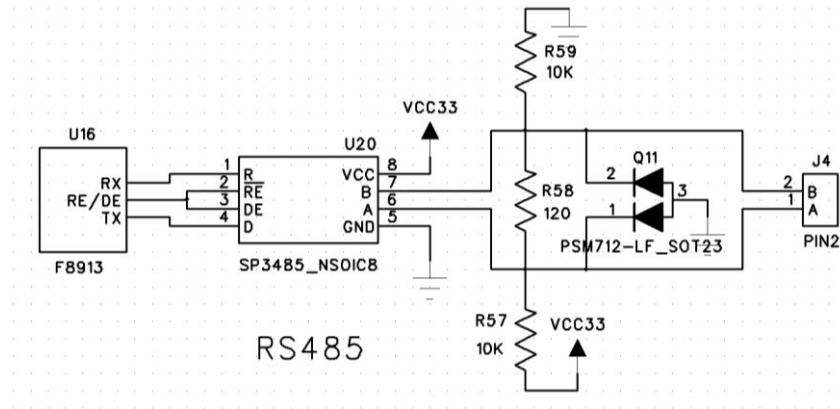 R59
10K
VCC33
U16
U20
RX
RE/DE
TX
F8913
1
2
3
4
R
RE
DE
D
VCC
B
A
GND
8
7
6
5
SP3485_NSOIC8
R58
120
Q11
2
1
3
PSM712-LF_SOT23
J4
2
1
B
A
PIN2
R57
10K
VCC33
RS485